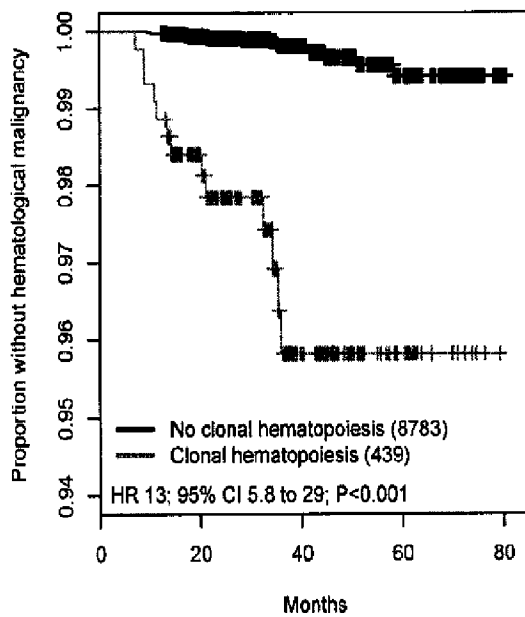 Proportion without hematological malignancy
1.00
0.99
0.98
0.97
0.96
0.95
0.94
No clonal hematopoiesis (8783)
Clonal hematopoiesis (439)
HR 13; 95% CI 5.8 to 29; P<0.001
0 20 40 60 80
Months